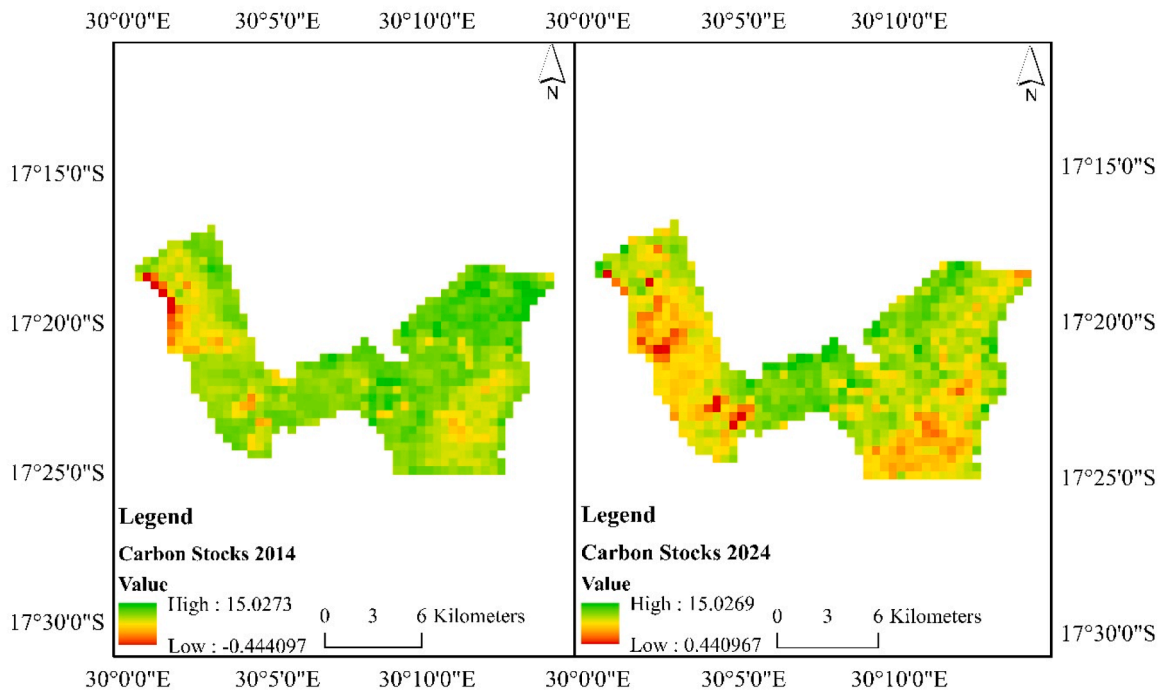 30°0'0"E 30°5'0"E 30°10'0"E 30°0'0"E 30°5'0"E 30°10'0"E
N N
17°15'0"S 17°15'0"S
17°20'0"S 17°20'0"S
17°25'0"S 17°25'0"S
Legend
Carbon Stocks 2014
Value
High : 15.0273
Low : -0.444097
0 3 6 Kilometers
Legend
Carbon Stocks 2024
Value
High : 15.0269
Low : 0.440967
0 3 6 Kilometers
17°30'0"S 17°30'0"S
30°0'0"E 30°5'0"E 30°10'0"E 30°0'0"E 30°5'0"E 30°10'0"E